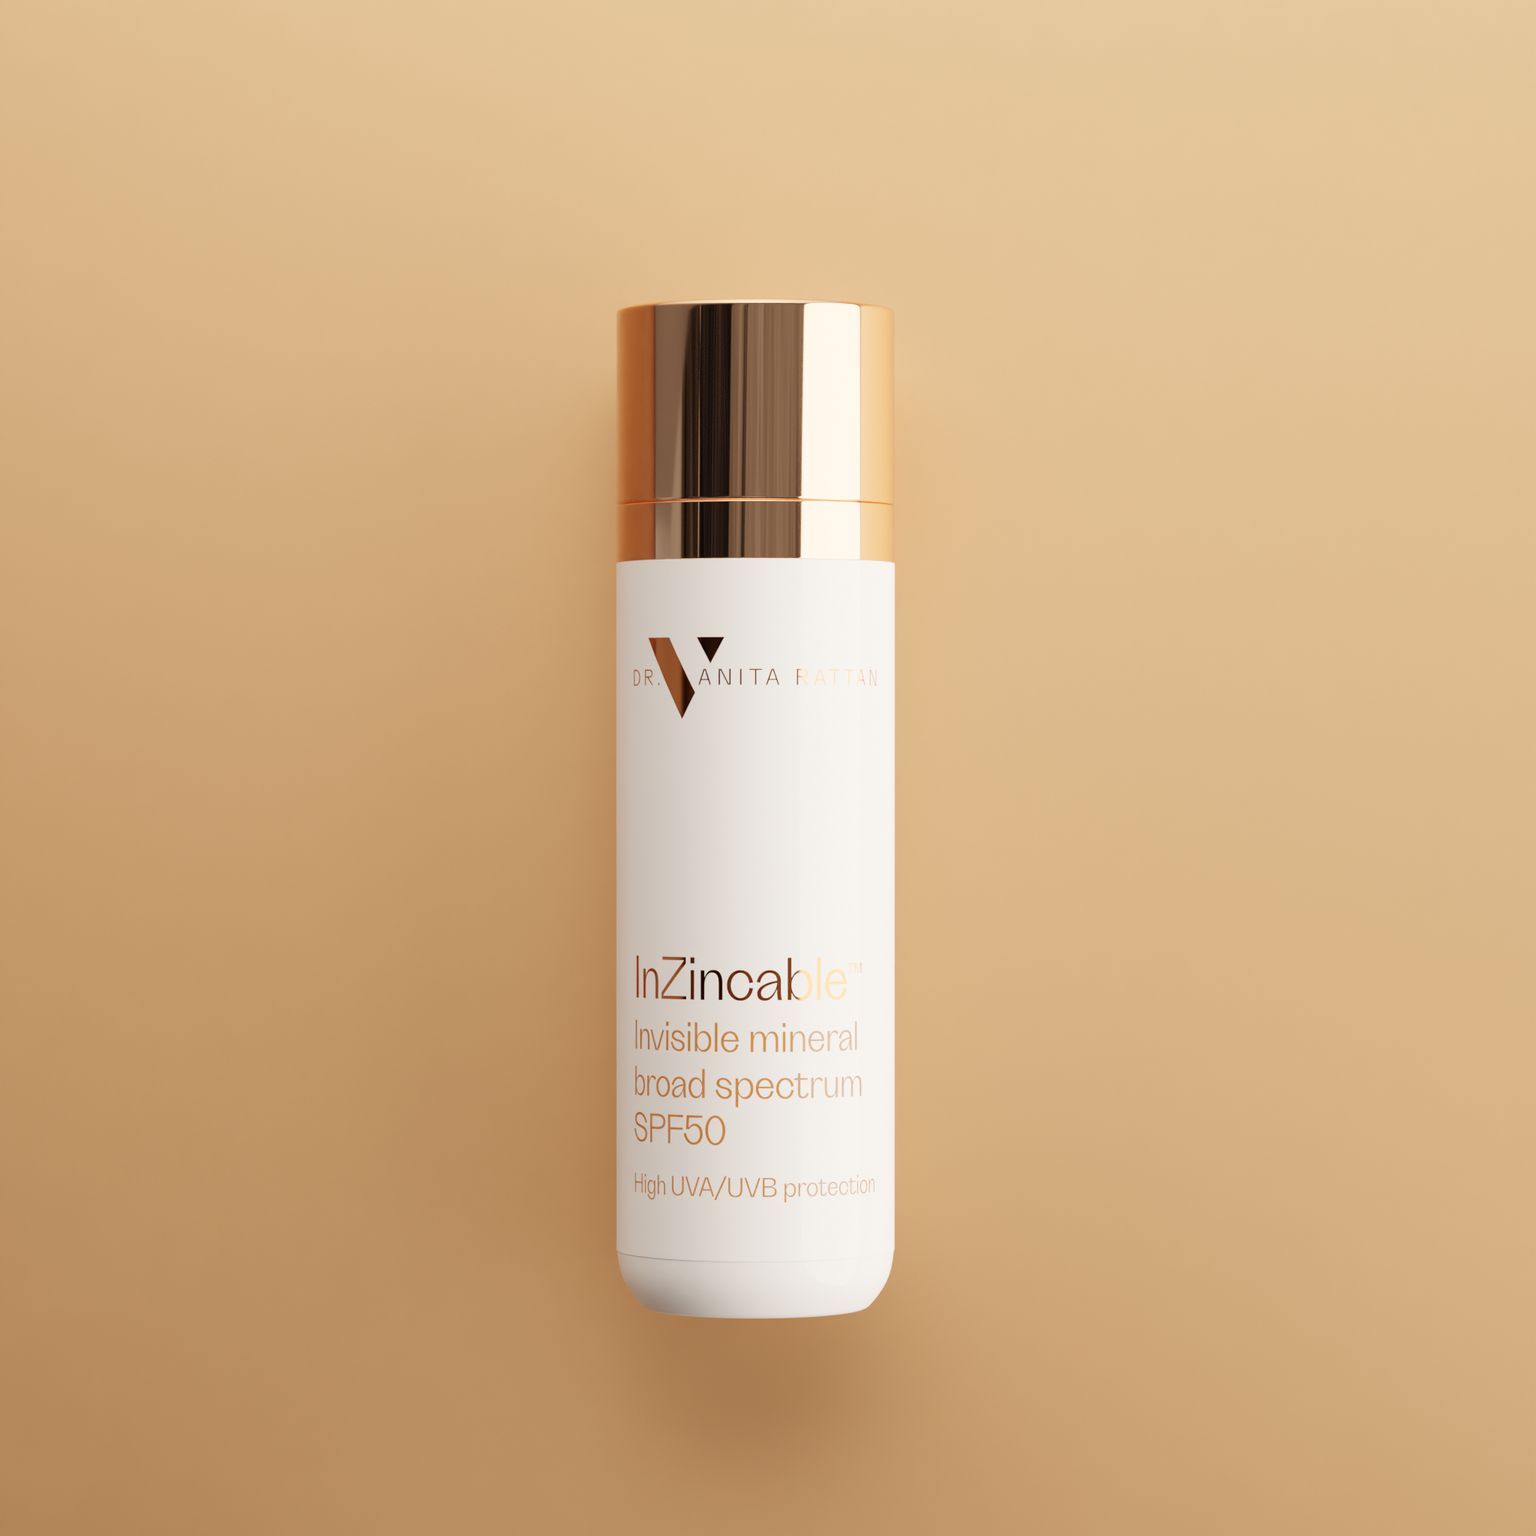 DR. VANITA RATTAN
InZincable™
Invisible mineral
broad spectrum
SPF50
High UVA/UVB protection